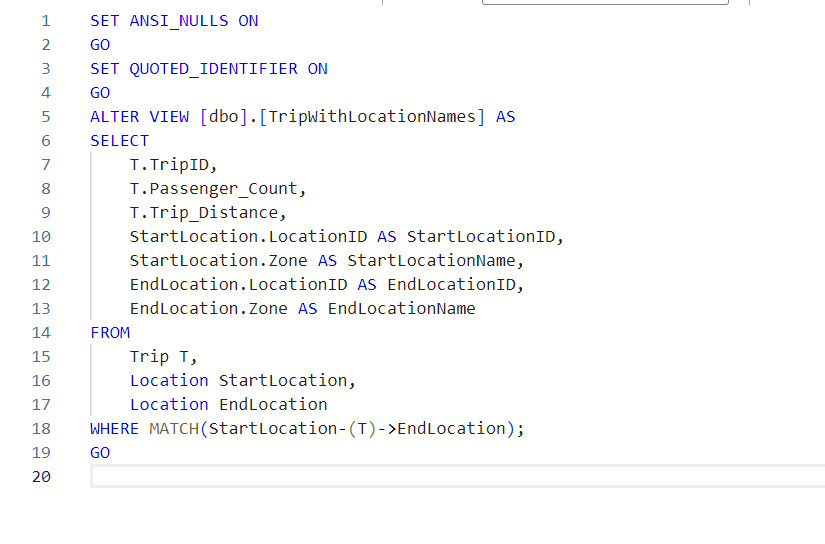 1 SET ANSI_NULLS ON
2 GO
3 SET QUOTED_IDENTIFIER ON
4 GO
5 ALTER VIEW [dbo].[TripWithLocationNames] AS
6 SELECT
7 T.TripID,
8 T.Passenger_Count,
9 T.Trip_Distance,
10 StartLocation.LocationID AS StartLocationID,
11 StartLocation.Zone AS StartLocationName,
12 EndLocation.LocationID AS EndLocationID,
13 EndLocation.Zone AS EndLocationName
14 FROM
15 Trip T,
16 Location StartLocation,
17 Location EndLocation
18 WHERE MATCH(StartLocation-(T)->EndLocation);
19 GO
20